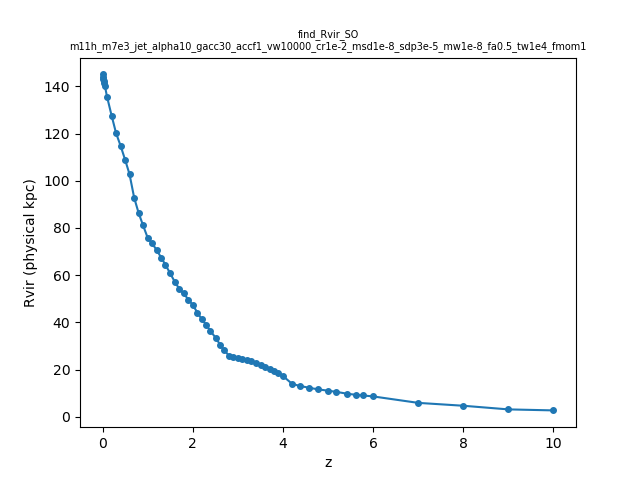 find_Rvir_SO
m11h_m7e3_jet_alpha10_gacc30_accf1_vw10000_cr1e-2_msd1e-8_sdp3e-5_mw1e-8_fa0.5_tw1e4_fmom1
Rvir (physical kpc)
140
120
100
80
60
40
20
0
0 2 4 6 8 10
z